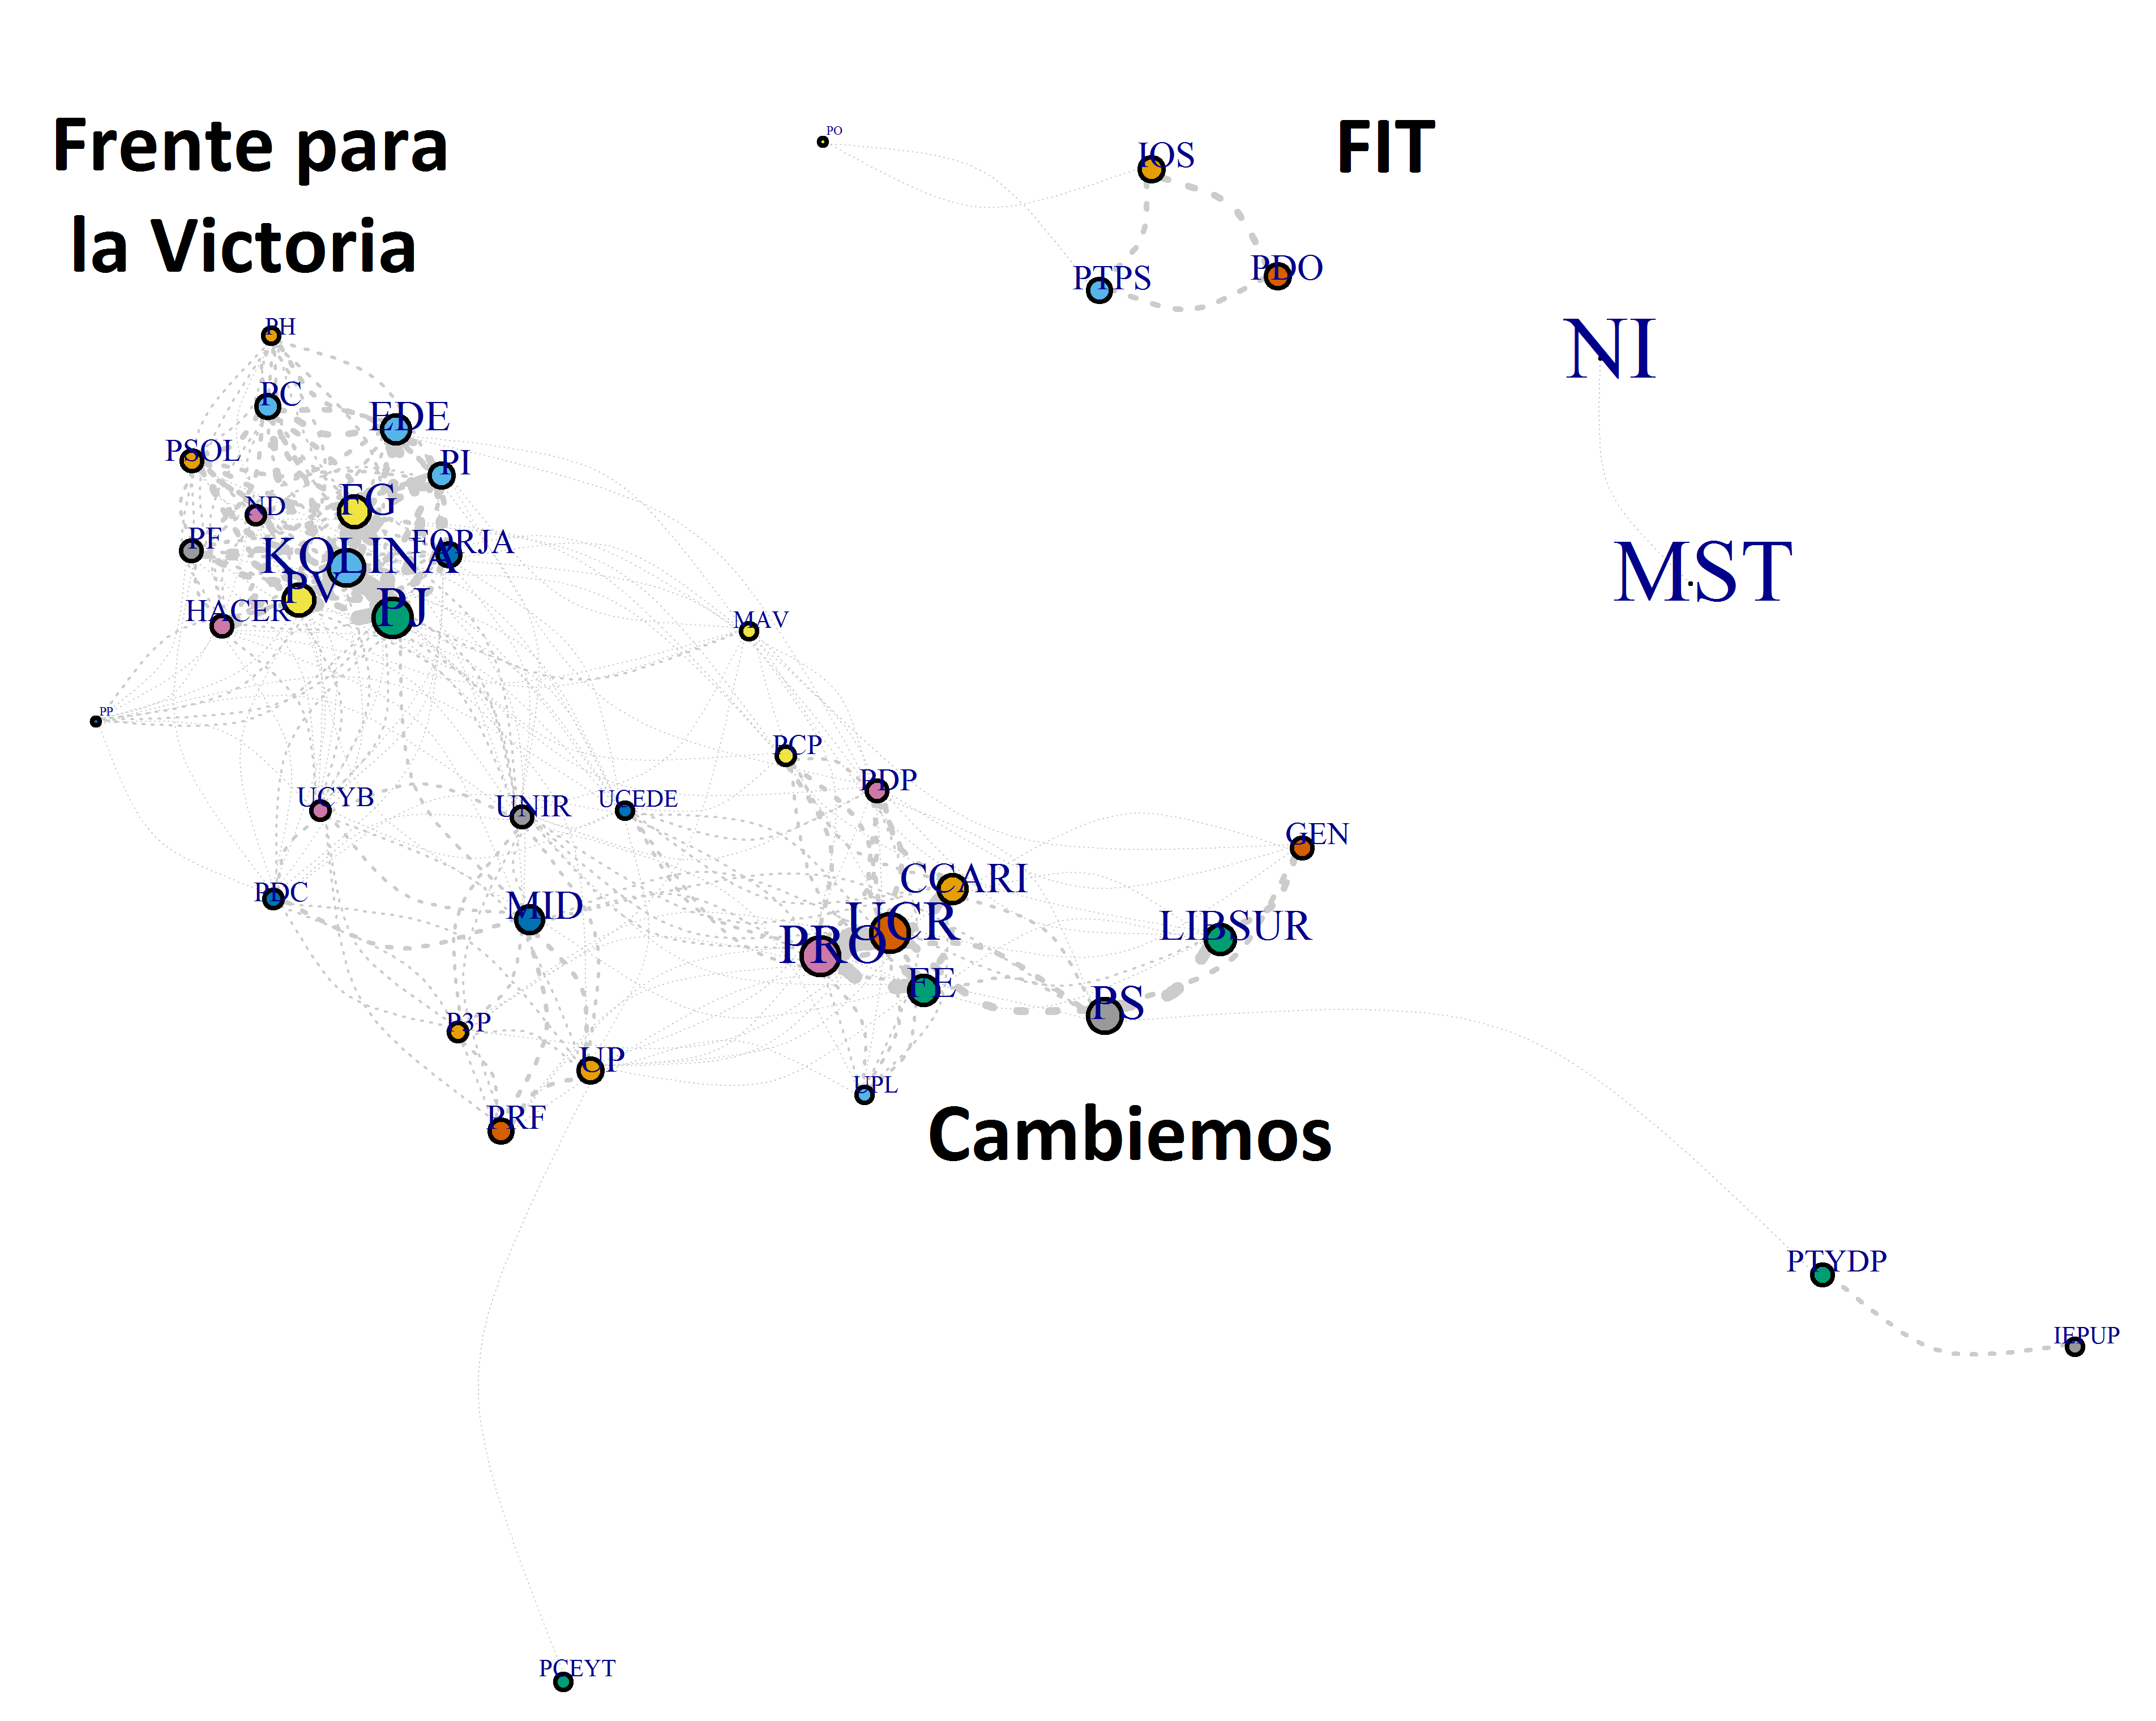 Frente para
la Victoria
FIT
PO
IOS
PTPS
PDO
NI
MST
PH
PC
EDE
PSOL
PI
FG
ND
PF
KOLINA
FORJA
PV
PJ
HACER
MAV
PP
PCP
PDP
UCYB
UNIR
UCEDE
GEN
PDC
MID
CCARI
UCR
PRO
LIBSUR
FE
PS
P3P
UP
UPL
PRF
Cambiemos
PTYDP
IEPUP
PCEYT